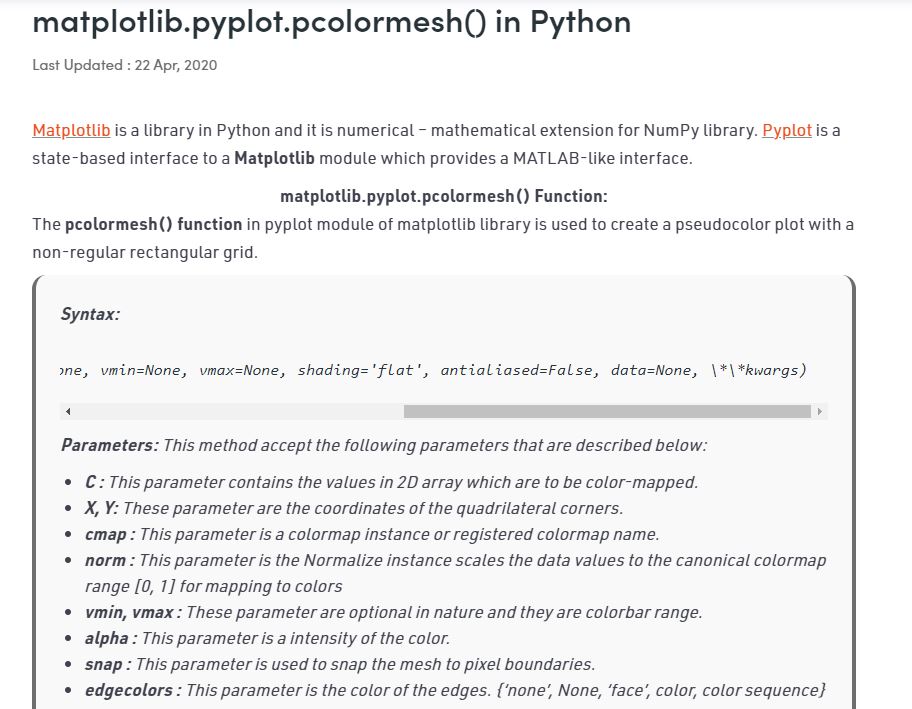 matplotlib.pyplot.pcolormesh() in Python
Last Updated : 22 Apr, 2020
Matplotlib is a library in Python and it is numerical – mathematical extension for NumPy library. Pyplot is a
state-based interface to a Matplotlib module which provides a MATLAB-like interface.
matplotlib.pyplot.pcolormesh() Function:
The pcolormesh() function in pyplot module of matplotlib library is used to create a pseudocolor plot with a
non-regular rectangular grid.
Syntax:
one, vmin=None, vmax=None, shading='flat', antialiased=False, data=None, \*\*kwargs)
Parameters: This method accept the following parameters that are described below:
• C : This parameter contains the values in 2D array which are to be color-mapped.
• X, Y: These parameter are the coordinates of the quadrilateral corners.
• cmap : This parameter is a colormap instance or registered colormap name.
• norm : This parameter is the Normalize instance scales the data values to the canonical colormap
range [0, 1] for mapping to colors
• vmin, vmax : These parameter are optional in nature and they are colorbar range.
• alpha : This parameter is a intensity of the color.
• snap : This parameter is used to snap the mesh to pixel boundaries.
• edgecolors : This parameter is the color of the edges. {‘none’, None, ‘face’, color, color sequence}